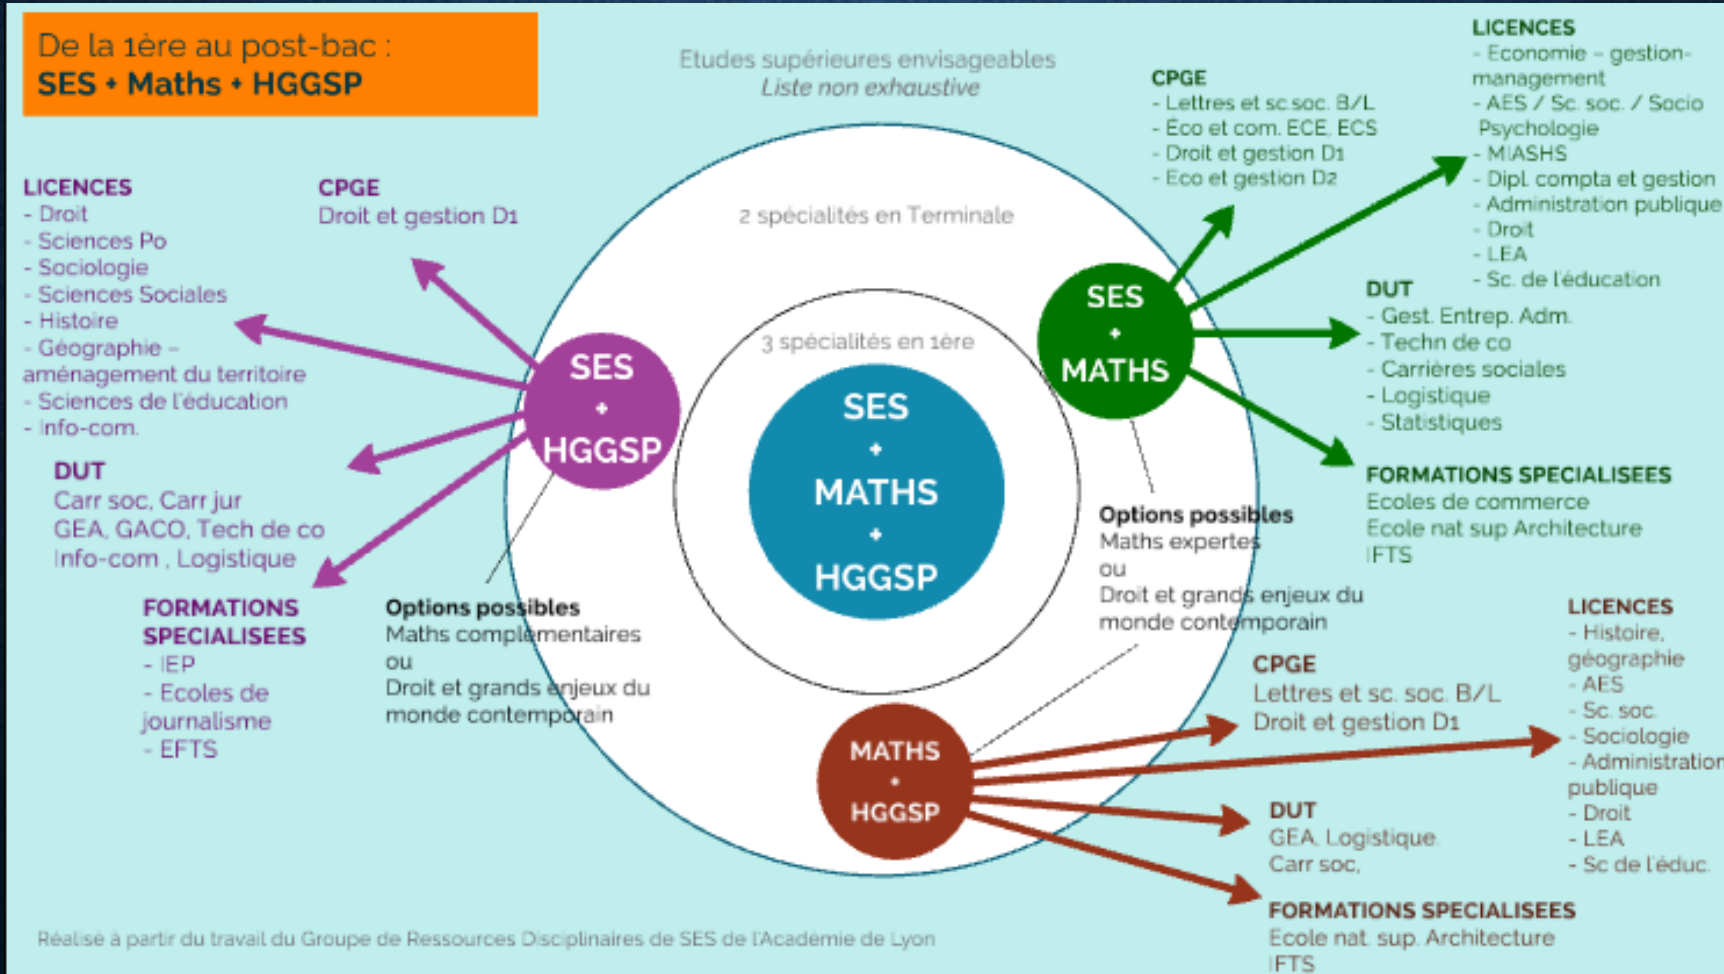 De la 1ère au post-bac :
SES + Maths + HGGSP
Etudes supérieures envisageables
Liste non exhaustive
2 spécialités en Terminale
3 spécialités en 1ère
SES
+
MATHS
+
HGGSP
LICENCES
- Droit
- Sciences Po
- Sociologie
- Sciences Sociales
- Histoire
- Géographie –
aménagement du territoire
- Sciences de l'éducation
- Info-com.
CPGE
Droit et gestion D1
SES
+
HGGSP
DUT
Carr soc, Carr jur
GEA, GACO, Tech de co
Info-com , Logistique
FORMATIONS
SPECIALISEES
- IEP
- Ecoles de
journalisme
- EFTS
Options possibles
Maths complémentaires
ou
Droit et grands enjeux du
monde contemporain
CPGE
- Lettres et sc.soc. B/L
- Eco et com. ECE, ECS
- Droit et gestion D1
- Eco et gestion D2
LICENCES
- Economie – gestion-
management
- AES / Sc. soc. / Socio
Psychologie
- MIASHS
- Dipl. compta et gestion
- Administration publique
- Droit
- LEA
- Sc. de l'éducation
SES
+
MATHS
DUT
- Gest. Entrep. Adm.
- Techn de co
- Carrières sociales
- Logistique
- Statistiques
FORMATIONS SPECIALISEES
Ecoles de commerce
Ecole nat sup Architecture
IFTS
Options possibles
Maths expertes
ou
Droit et grands enjeux du
monde contemporain
MATHS
+
HGGSP
CPGE
Lettres et sc. soc. B/L
Droit et gestion D1
LICENCES
- Histoire,
géographie
- AES
- Sc. soc.
- Sociologie
- Administration
publique
- Droit
- LEA
- Sc de l'éduc.
DUT
GEA, Logistique.
Carr soc,
FORMATIONS SPECIALISEES
Ecole nat. sup. Architecture
IFTS
Réalisé à partir du travail du Groupe de Ressources Disciplinaires de SES de l'Académie de Lyon